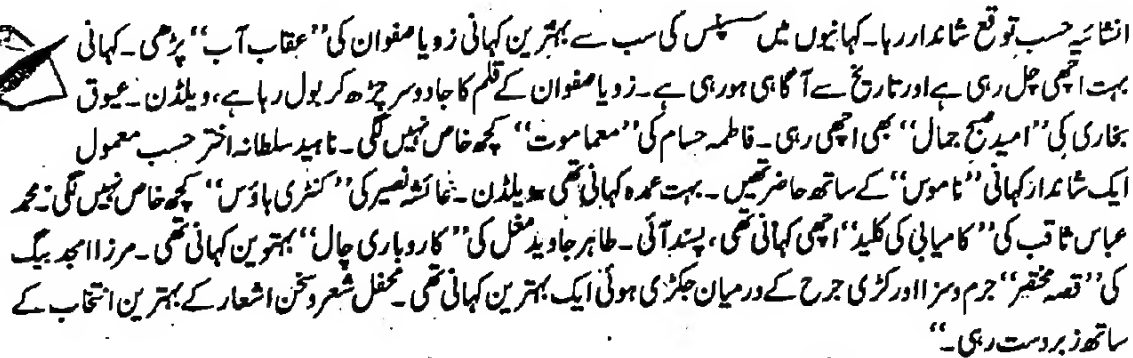 انشائیہ حسب توقع شاندار رہا۔ کہانیوں میں سسپنس کی سب سے بہترین کہانی زویا صفوان کی ”عقاب آب“ پڑھی۔ کہانی
بہت اچھی چل رہی ہے اور تاریخ سے آگاہی ہورہی ہے۔ زویا صفوان کے قلم کا جادو سر چڑھ کر بول رہا ہے، ویلڈن۔ عیوق
بخاری کی ”امید صبح جمال“ بھی اچھی رہی۔ فاطمہ حسام کی ”معما موت“ کچھ خاص نہیں لگی۔ ناہید سلطانہ اختر حسب معمول
ایک شاندار کہانی ”ناموس“ کے ساتھ حاضر تھیں۔ بہت عمدہ کہانی تھی ویلڈن۔ عائشہ نصیر کی ”کنٹری ہاؤس“ کچھ خاص نہیں لگی۔ محمد
عباس ثاقب کی ”کامیابی کی کلید“ اچھی کہانی تھی، پسند آئی۔ طاہر جاوید مغل کی ”کاروباری چال“ بہترین کہانی تھی۔ مرزا امجد بیگ
کی ”قصہ مختصر“ جرم وسزا اور کڑی جرح کے درمیان جکڑی ہوئی ایک بہترین کہانی تھی۔ محفل شعر وسخن اشعار کے بہترین انتخاب کے
ساتھ زبردست رہی۔“